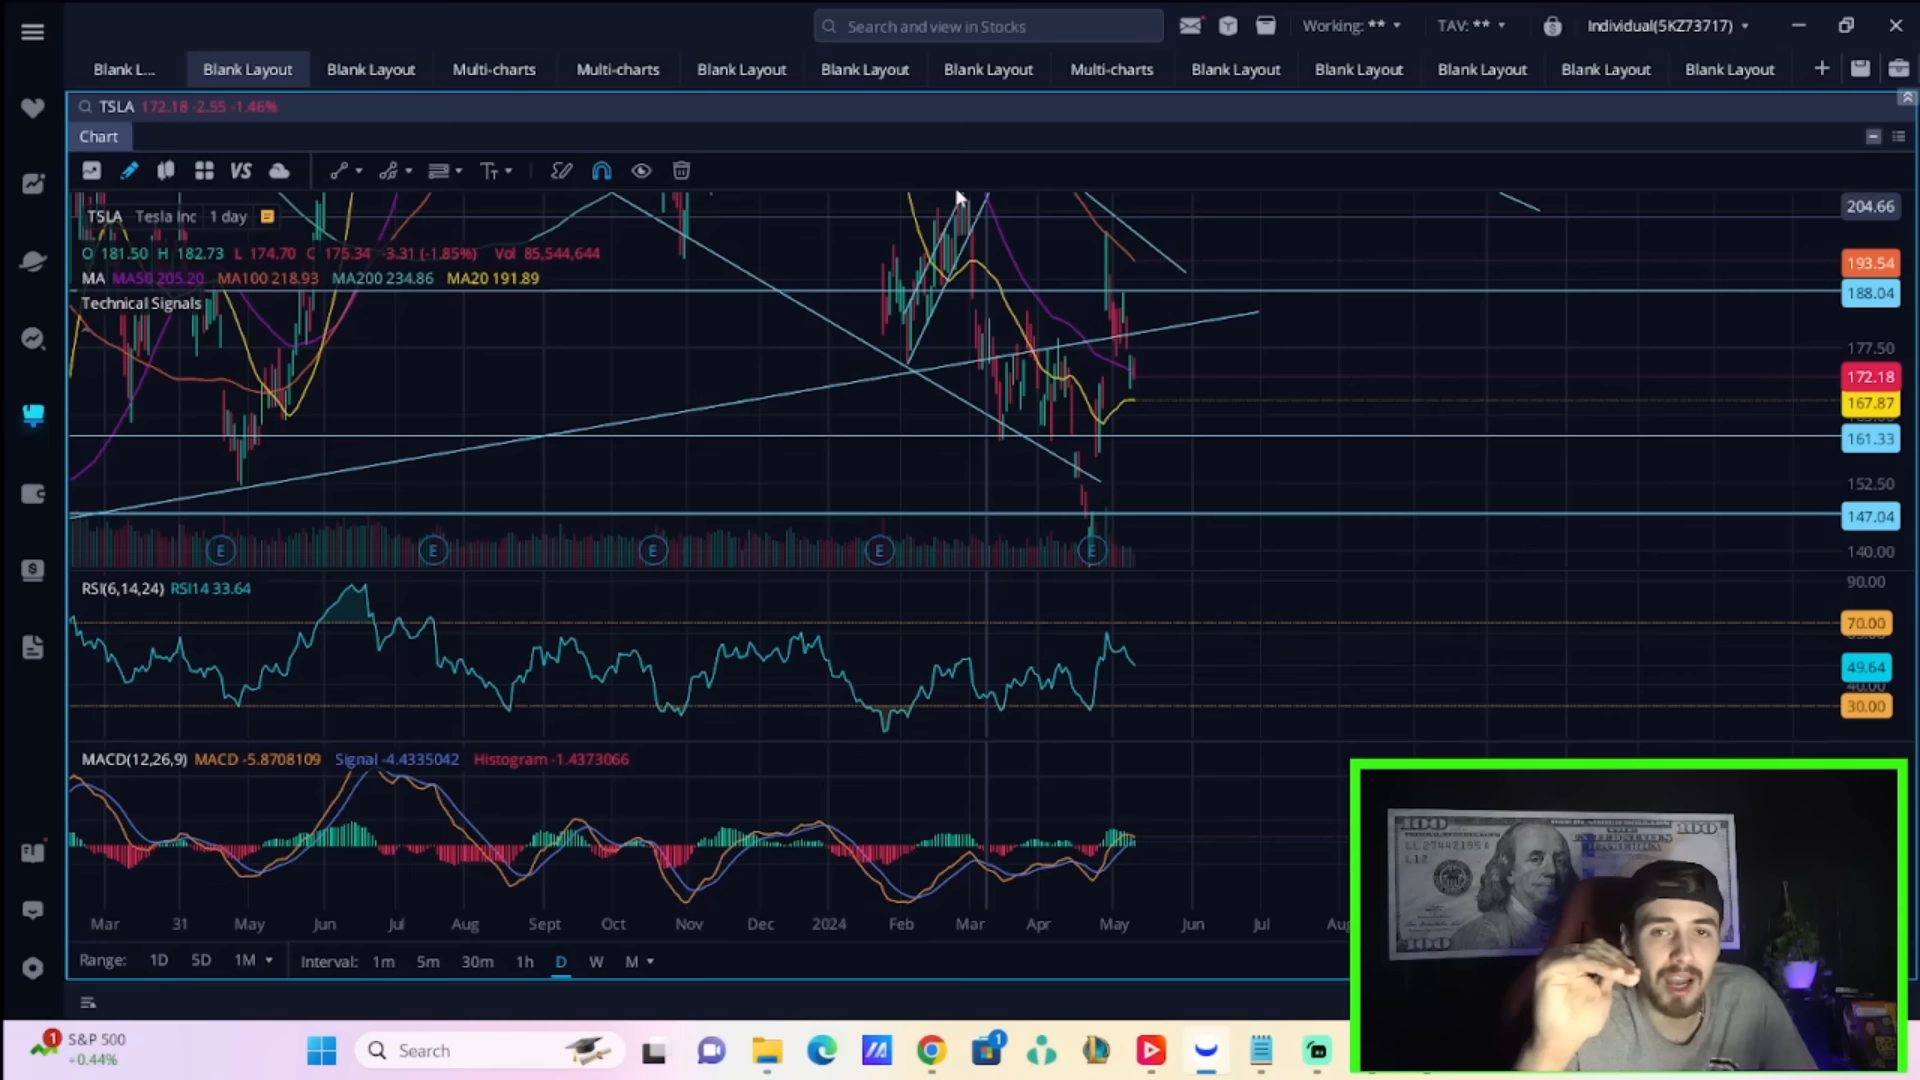 Search and view in Stocks
Working: **
TAV: **
Individual(5KZ73717)
Blank L... Blank Layout Blank Layout Multi-charts Multi-charts Blank Layout Blank Layout Blank Layout Multi-charts Blank Layout Blank Layout Blank Layout Blank Layout Blank Layout
TSLA 172.18 -2.55 -1.46%
Chart
VS
TSLA Tesla Inc 1 day
O 181.50 H 182.73 L 174.70 C 175.34 -3.31 (-1.85%) Vol 85,544,644
MA MA50 205.20 MA100 218.93 MA200 234.86 MA20 191.89
Technical Signals
204.66
193.54
188.04
177.50
172.18
167.87
161.33
152.50
147.04
140.00
E E E E E
RSI(6,14,24) RSI14 33.64
90.00
70.00
49.64
40.00
30.00
MACD(12,26,9) MACD -5.8708109 Signal -4.4335042 Histogram -1.4373066
Mar 31 May Jun Jul Aug Sept Oct Nov Dec 2024 Feb Mar Apr May Jun Jul
Range: 1D 5D 1M Interval: 1m 5m 30m 1h D W M
100 100
100
1 S&P 500
+0.44%
Search
1